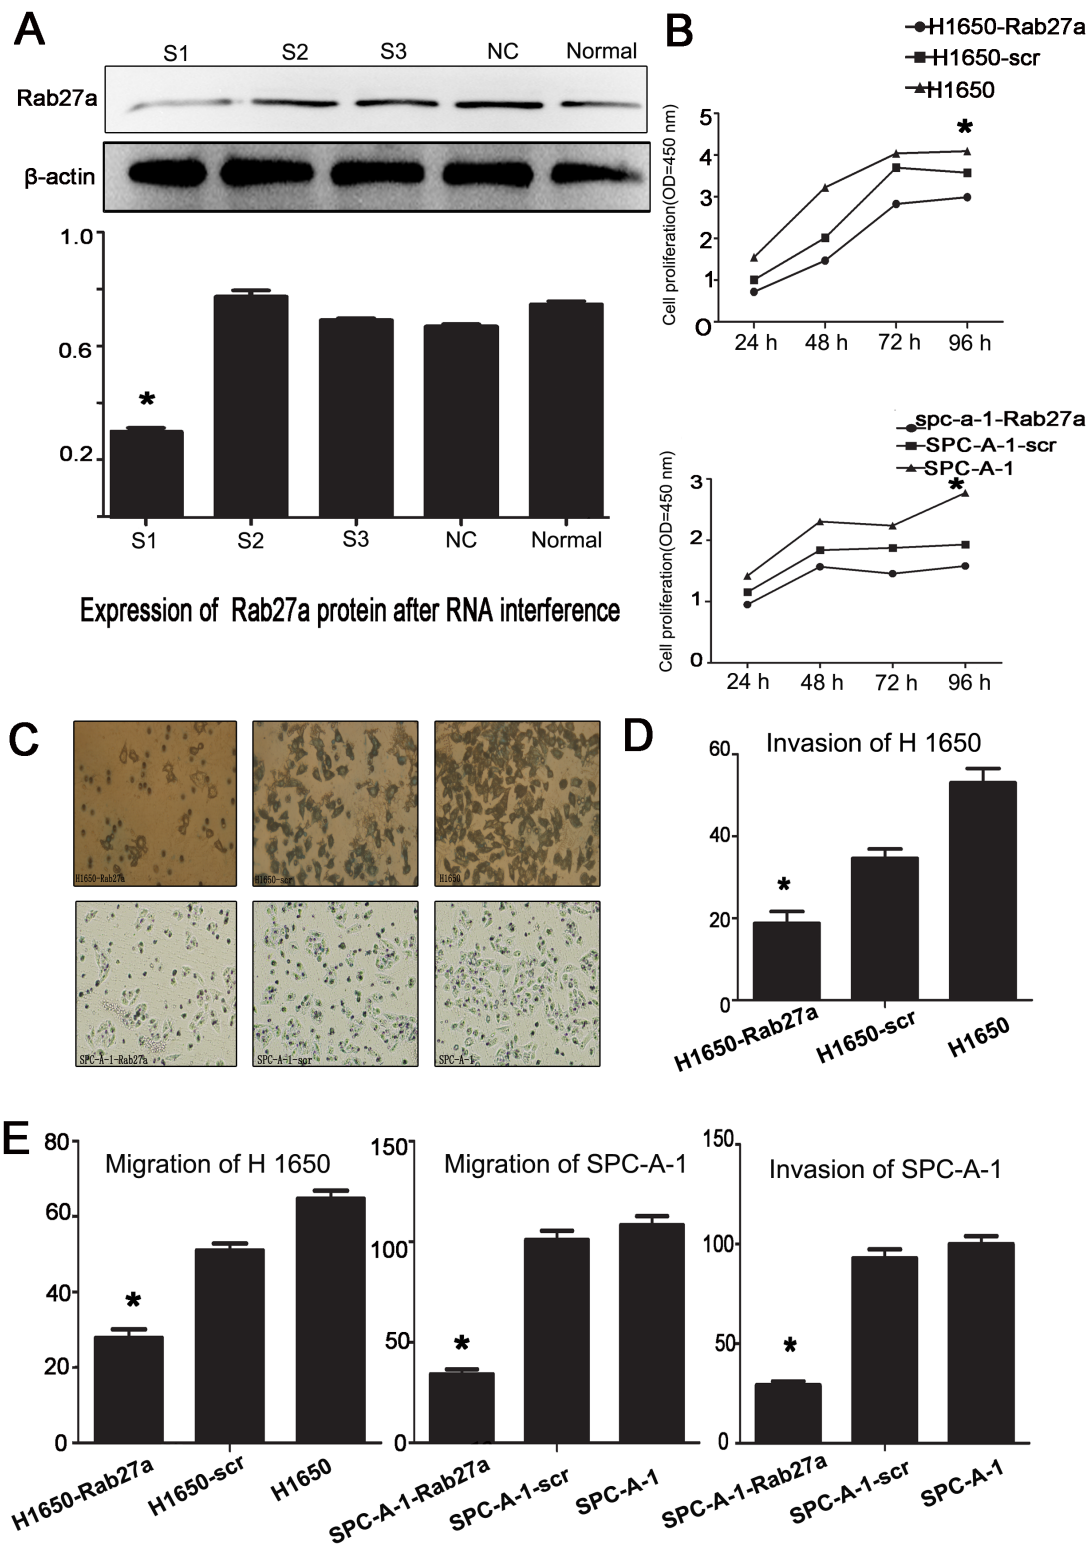 A
S1 S2 S3 NC Normal
Rab27a
β-actin
1.0
0.6
0.2
*
S1 S2 S3 NC Normal
Expression of Rab27a protein after RNA interference
B
H1650-Rab27a
H1650-scr
H1650
Cell proliferation(OD=450 nm)
5
4
3
2
1
0
*
24 h 48 h 72 h 96 h
spc-a-1-Rab27a
SPC-A-1-scr
SPC-A-1
Cell proliferation(OD=450 nm)
3
2
1
0
*
24 h 48 h 72 h 96 h
C
H1650-Rab27a
H1650-scr
H1650
SPC-A-1-Rab27a
SPC-A-1-scr
SPC-A-1
D
Invasion of H 1650
60
40
20
0
*
H1650-Rab27a
H1650-scr
H1650
E
Migration of H 1650
80
60
40
20
0
*
H1650-Rab27a
H1650-scr
H1650
Migration of SPC-A-1
150
100
50
0
*
SPC-A-1-Rab27a
SPC-A-1-scr
SPC-A-1
Invasion of SPC-A-1
150
100
50
0
*
SPC-A-1-Rab27a
SPC-A-1-scr
SPC-A-1